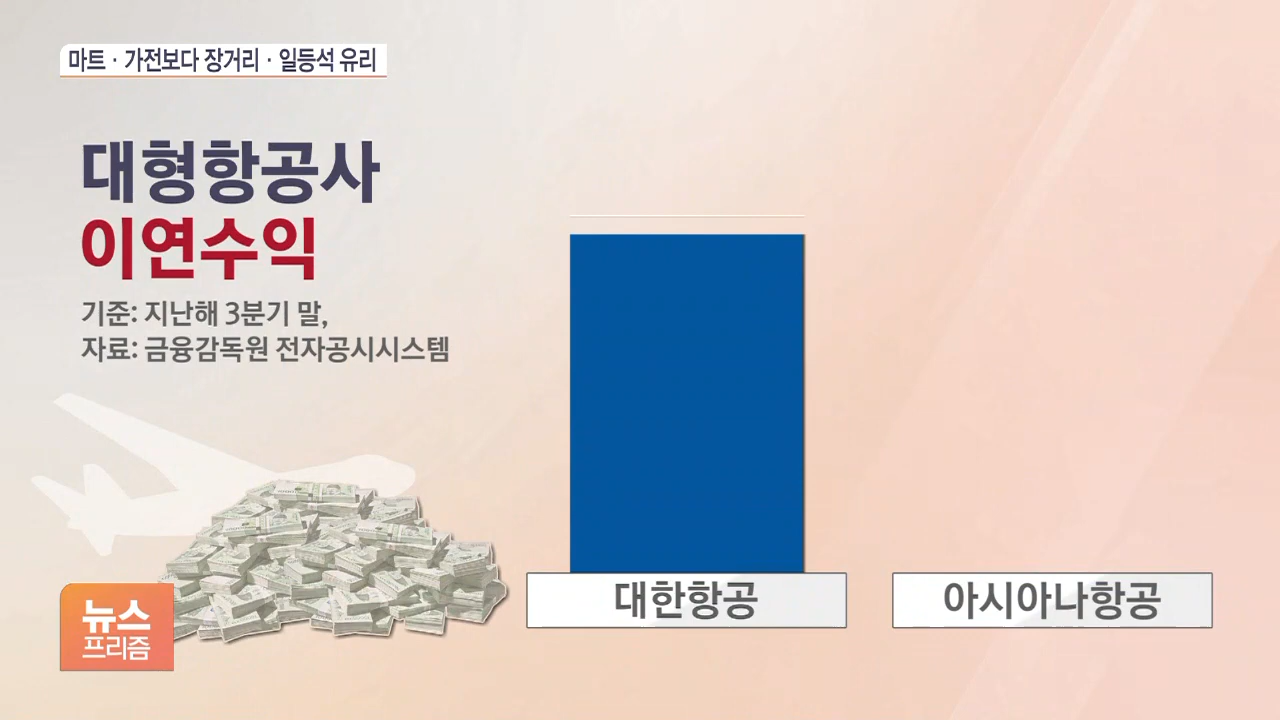 마트·가전보다 장거리·일등석 유리
대형항공사
이연수익
기준: 지난해 3분기 말,
자료: 금융감독원 전자공시시스템
대한항공
아시아나항공
뉴스
프리즘